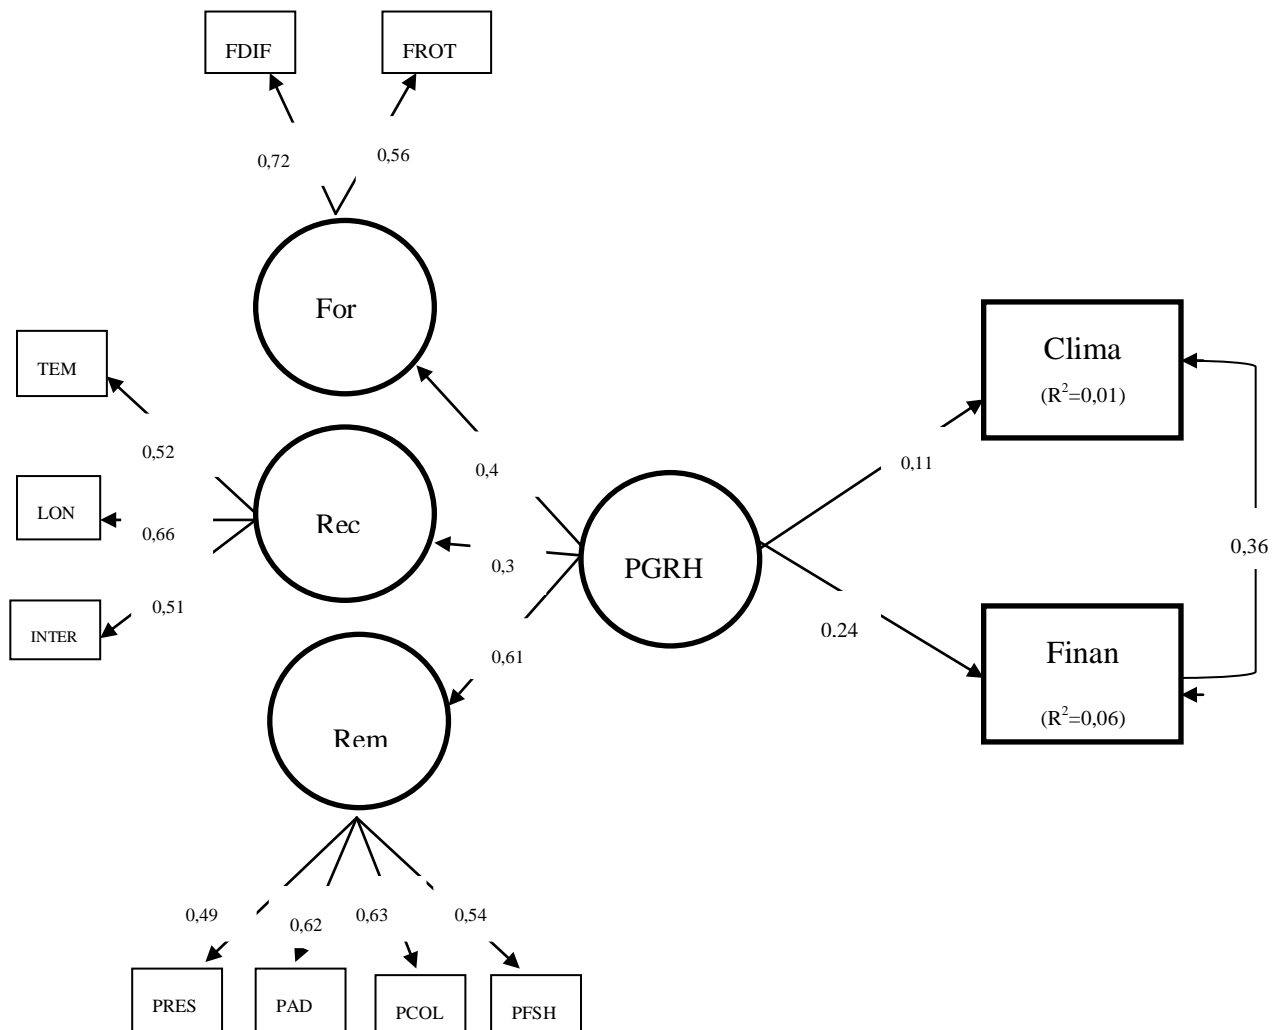 FDIF
FROT
0,72
0,56
For
TEM
Clima
(R²=0,01)
0,52
0,4
0,11
LON
0,66
Rec
0,3
PGRH
0,36
0,51
INTER
0.24
Finan
0,61
(R²=0,06)
Rem
0,49
0,62
0,63
0,54
PRES
PAD
PCOL
PFSH